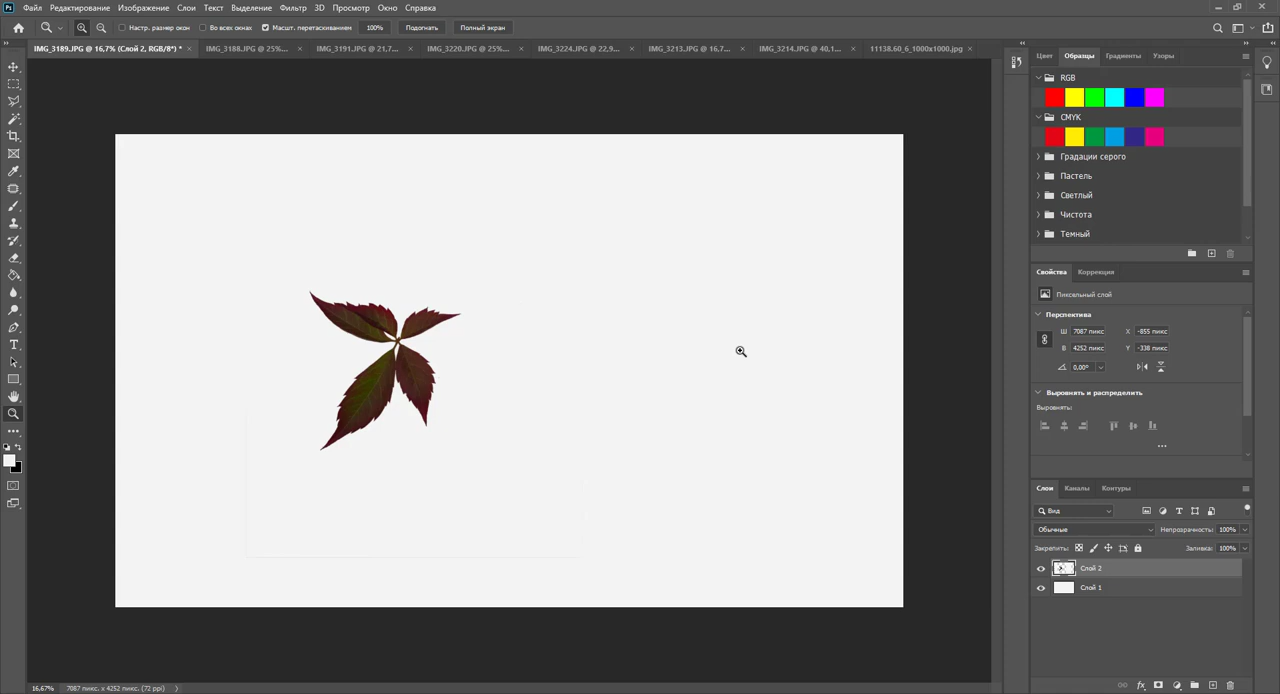 Ps Файл Редактирование Изображение Слои Текст Выделение Фильтр 3D Просмотр Окно Справка
Настр. размер окон Во всех окнах Масшт. перетаскиванием 100% Подогнать Полный экран
IMG_3189.JPG @ 16,7% (Слой 2, RGB/8*) * × IMG_3188.JPG @ 25%... × IMG_3191.JPG @ 21,7... × IMG_3220.JPG @ 25%... × IMG_3224.JPG @ 22,9... × IMG_3213.JPG @ 16,7... × IMG_3214.JPG @ 40,1... × 11138.60_6_1000x1000.jpg ×
Цвет Образцы Градиенты Узоры
RGB
CMYK
Градации серого
Пастель
Светлый
Чистота
Темный
Свойства Коррекция
Пиксельный слой
Перспектива
Ш 7087 пикс X -855 пикс
В 4252 пикс Y -338 пикс
0,00°
Выровнять и распределить
Выровнять:
Слои Каналы Контуры
Вид
Обычные Непрозрачность: 100%
Закрепить: Заливка: 100%
Слой 2
Слой 1
16,67% 7087 пикс. x 4252 пикс. (72 ppi)